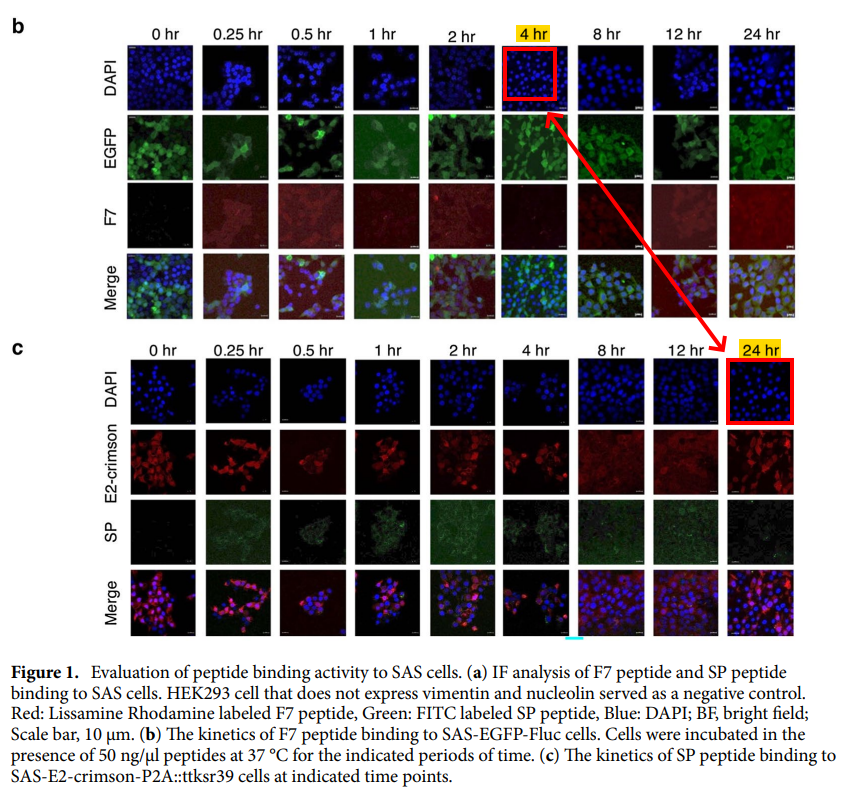 b
0 hr 0.25 hr 0.5 hr 1 hr 2 hr 4 hr 8 hr 12 hr 24 hr
DAPI
EGFP
F7
Merge
c
0 hr 0.25 hr 0.5 hr 1 hr 2 hr 4 hr 8 hr 12 hr 24 hr
DAPI
E2-crimson
SP
Merge
Figure 1. Evaluation of peptide binding activity to SAS cells. (a) IF analysis of F7 peptide and SP peptide
binding to SAS cells. HEK293 cell that does not express vimentin and nucleolin served as a negative control.
Red: Lissamine Rhodamine labeled F7 peptide, Green: FITC labeled SP peptide, Blue: DAPI; BF, bright field;
Scale bar, 10 μm. (b) The kinetics of F7 peptide binding to SAS-EGFP-Fluc cells. Cells were incubated in the
presence of 50 ng/μl peptides at 37 °C for the indicated periods of time. (c) The kinetics of SP peptide binding to
SAS-E2-crimson-P2A::ttksr39 cells at indicated time points.